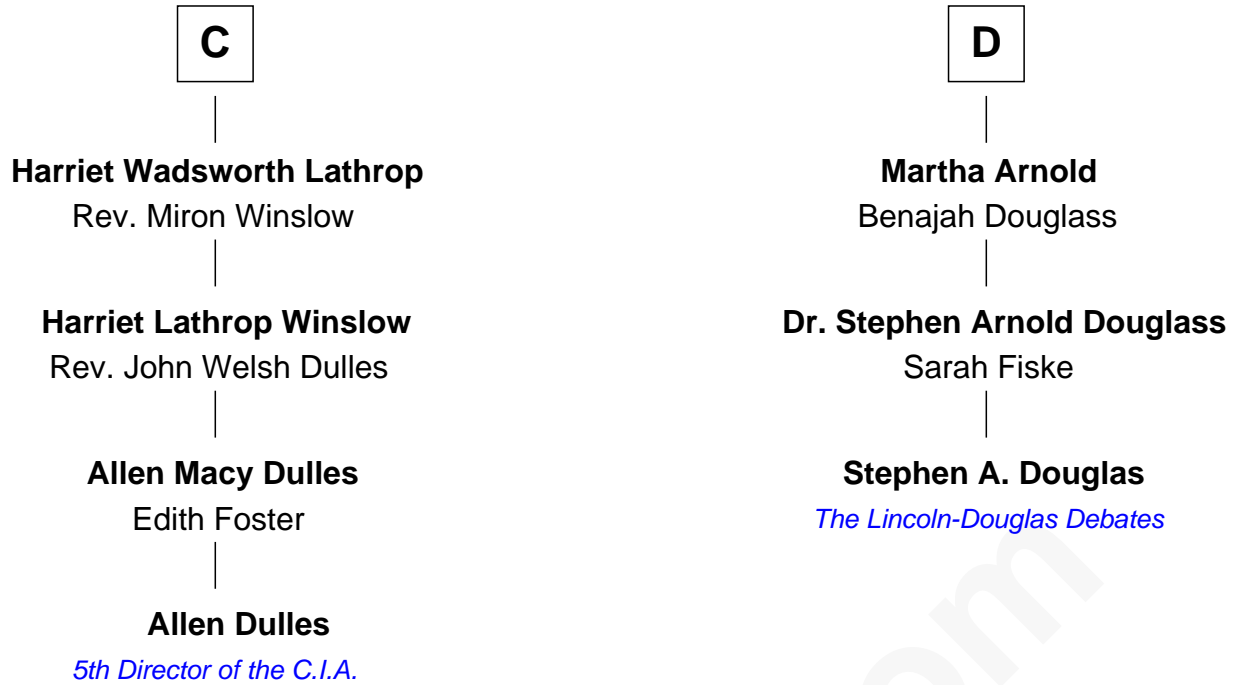 C
Harriet Wadsworth Lathrop
Rev. Miron Winslow
Harriet Lathrop Winslow
Rev. John Welsh Dulles
Allen Macy Dulles
Edith Foster
Allen Dulles
5th Director of the C.I.A.
D
Martha Arnold
Benajah Douglass
Dr. Stephen Arnold Douglass
Sarah Fiske
Stephen A. Douglas
The Lincoln-Douglas Debates
om